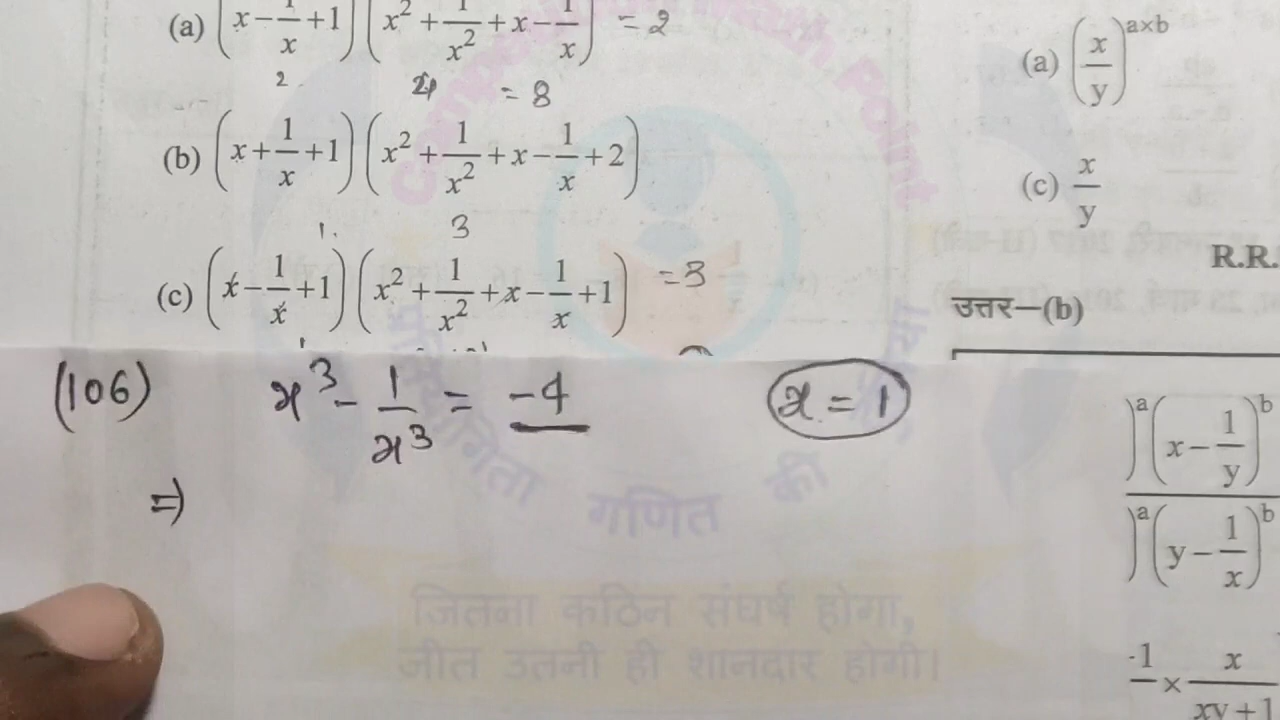 (a) (x-1/x+1)(x²+1/x²+x-1/x) =2
2 = 8
(b) (x+1/x+1)(x²+1/x²+x-1/x+2)
1. 3
(c) (x-1/x+1)(x²+1/x²+x-1/x+1) =3
(106) x³-1/x³ = -4 x = 1
⇒
गणित की
जितना कठिन संघर्ष होगा,
जीत उतनी ही शानदार होगी।
(a) (x/y)^a×b
(c) x/y
R.R.
उत्तर–(b)
)^a(x-1/y)^b
)^a(y-1/x)^b
-1 × x/xy+1